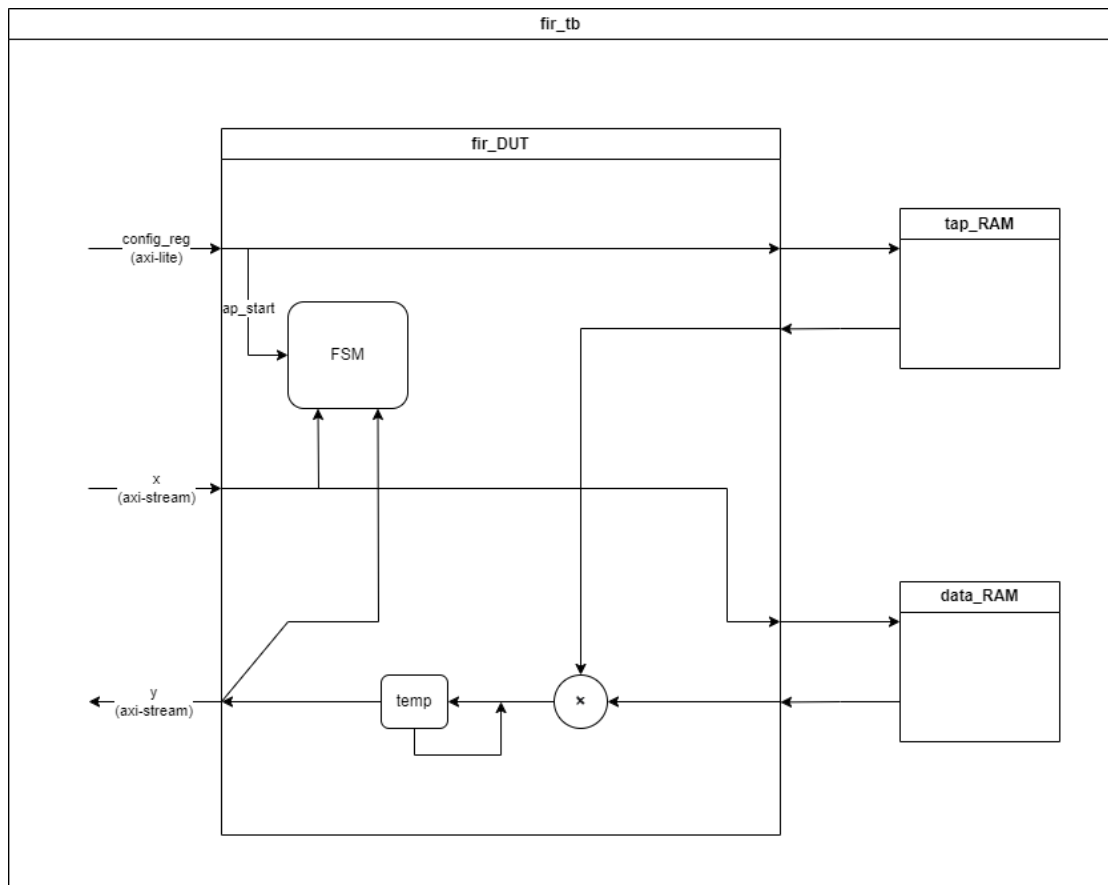 fir_tb
fir_DUT
config_reg
(axi-lite)
tap_RAM
ap_start
FSM
x
(axi-stream)
data_RAM
y
(axi-stream)
temp
×